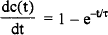 dc(t)/dt = 1 – e^–t/τ